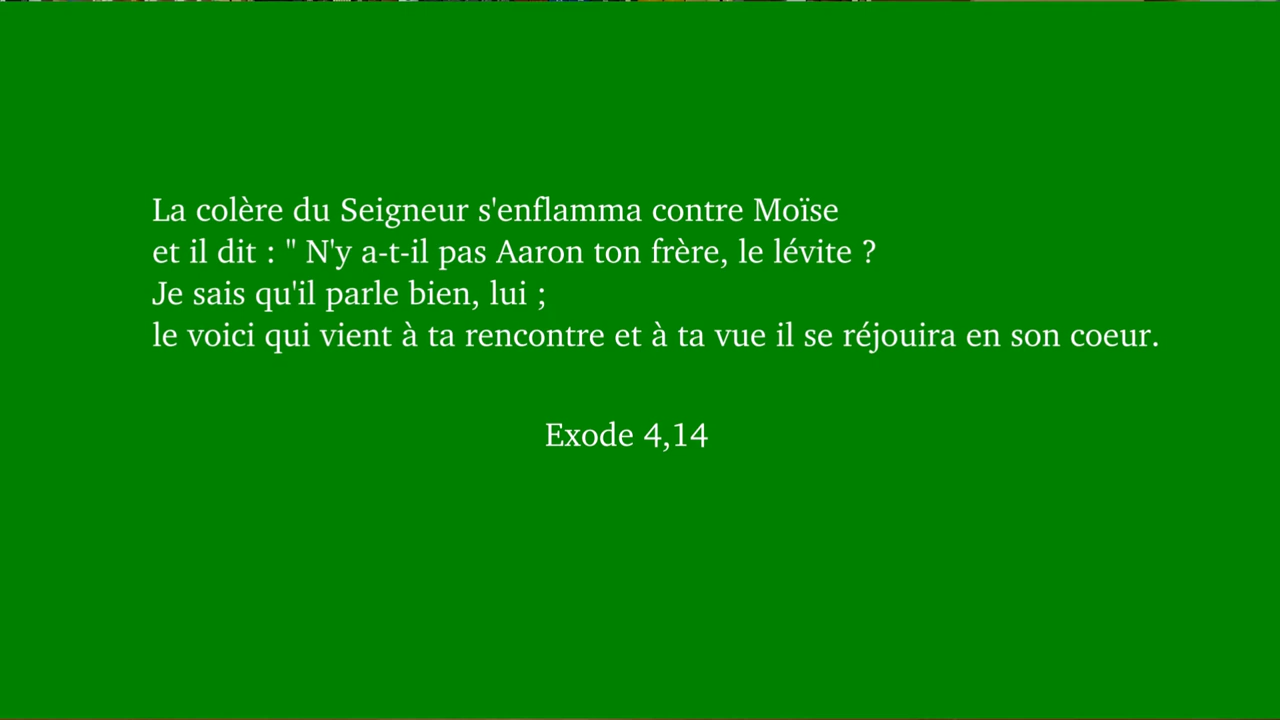 La colère du Seigneur s'enflamma contre Moïse
et il dit : " N'y a-t-il pas Aaron ton frère, le lévite ?
Je sais qu'il parle bien, lui ;
le voici qui vient à ta rencontre et à ta vue il se réjouira en son coeur.
Exode 4,14